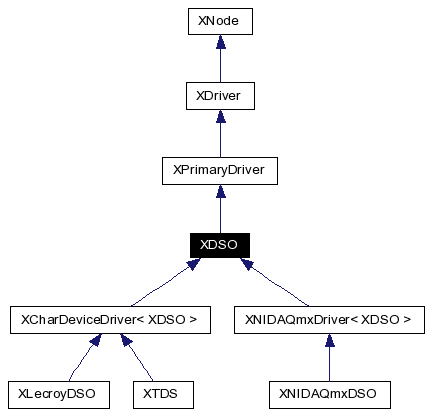 XNode
XDriver
XPrimaryDriver
XDSO
XCharDeviceDriver< XDSO >
XNIDAQmxDriver< XDSO >
XLecroyDSO
XTDS
XNIDAQmxDSO